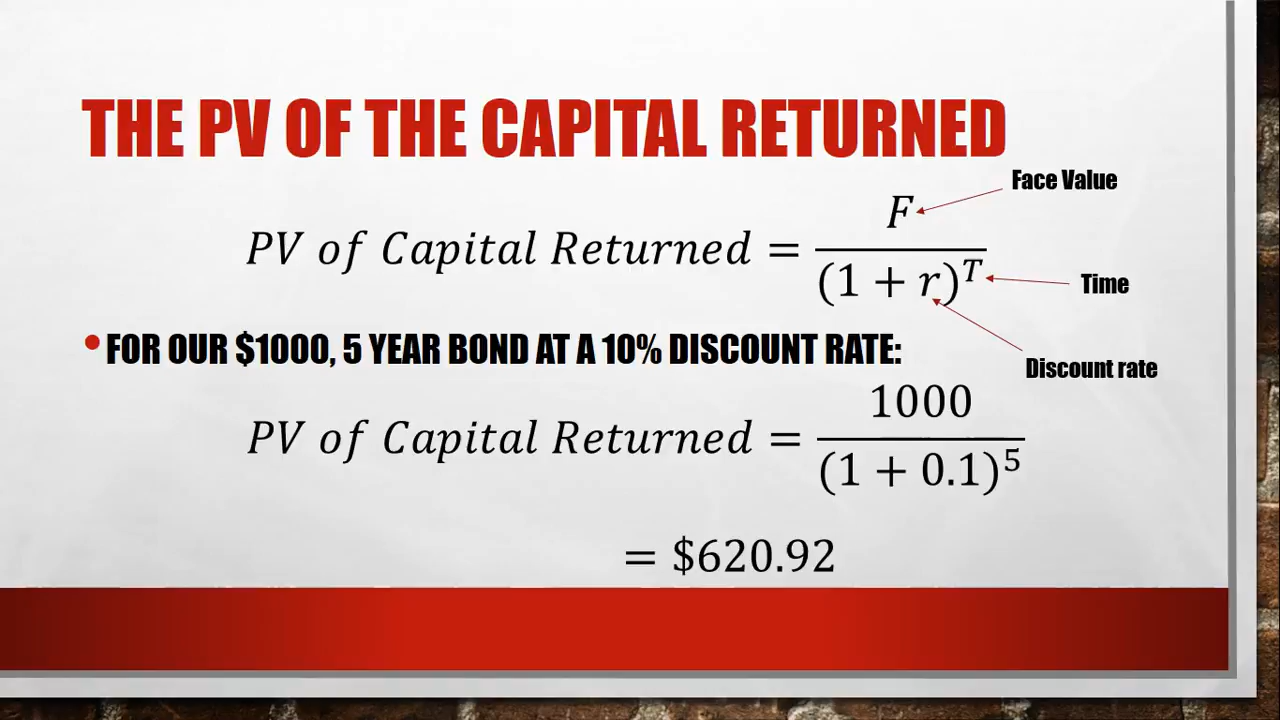 THE PV OF THE CAPITAL RETURNED
Face Value
PV of Capital Returned = F / (1 + r)^T
Time
•FOR OUR $1000, 5 YEAR BOND AT A 10% DISCOUNT RATE:
Discount rate
PV of Capital Returned = 1000 / (1 + 0.1)^5
= $620.92